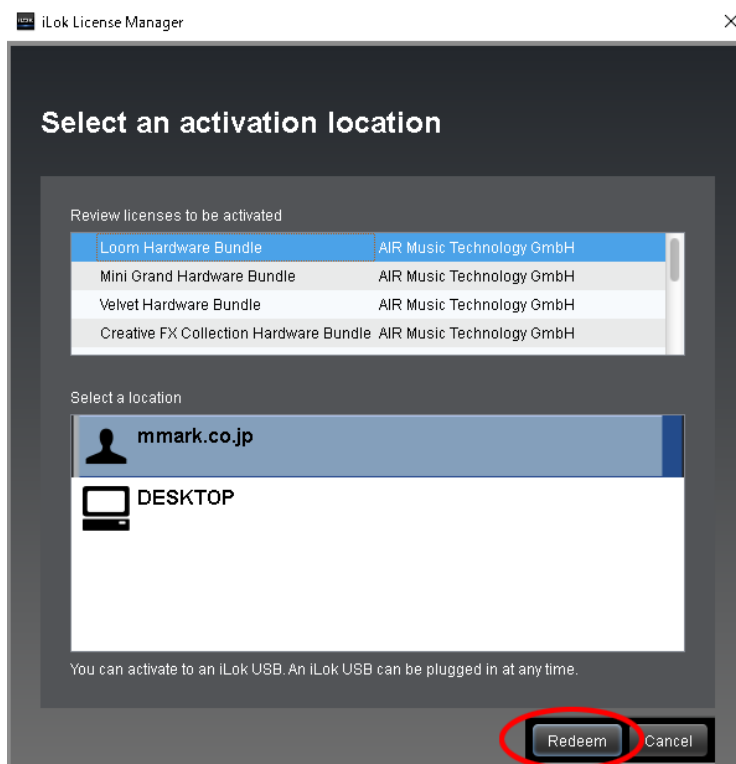 iLok License Manager
Select an activation location
Review licenses to be activated
Loom Hardware Bundle AIR Music Technology GmbH
Mini Grand Hardware Bundle AIR Music Technology GmbH
Velvet Hardware Bundle AIR Music Technology GmbH
Creative FX Collection Hardware Bundle AIR Music Technology GmbH
Select a location
mmark.co.jp
DESKTOP
You can activate to an iLok USB. An iLok USB can be plugged in at any time.
Redeem Cancel